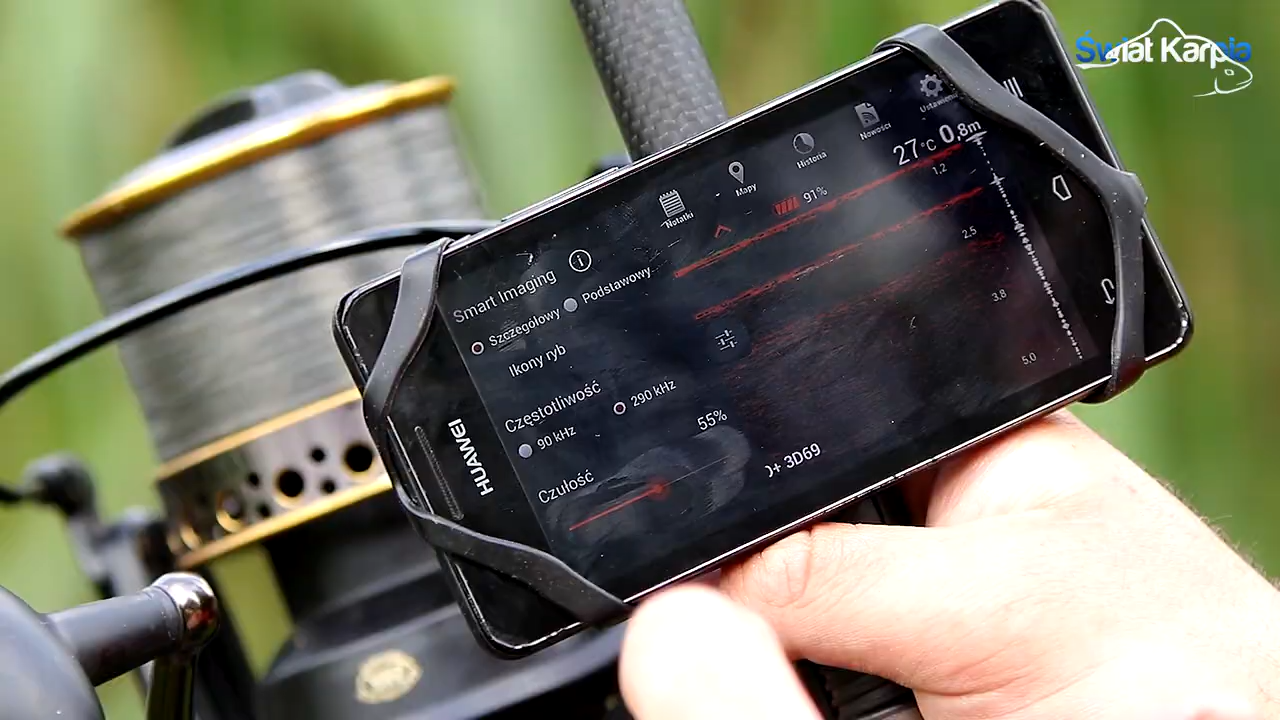 Świat Karpia
Notatki
Mapy
Historia
Nowości
Ustawienia
91%
27°C 0,8m
1,2
2,5
3,8
5,0
Smart Imaging
Szczegółowy
Podstawowy
Ikony ryb
Częstotliwość
90 kHz
290 kHz
Czułość
55%
)+ 3D69
HUAWEI